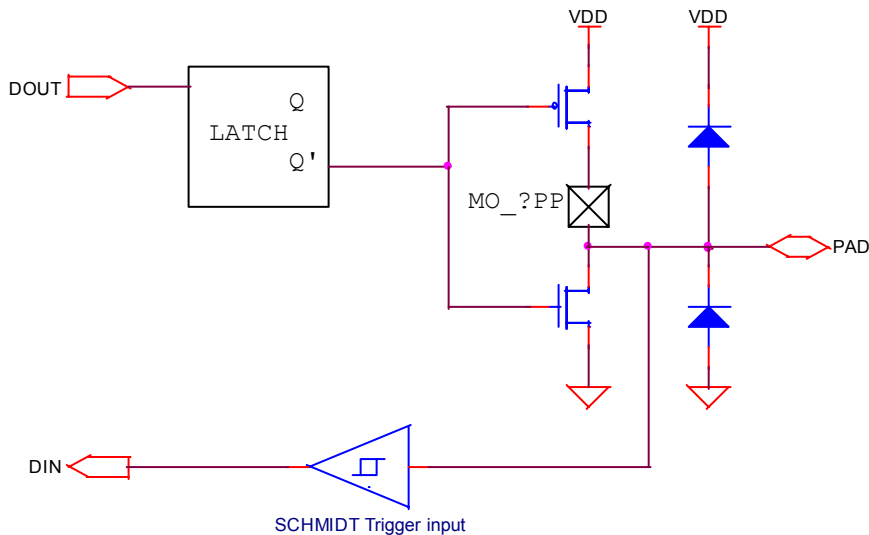 VDD
VDD
DOUT
Q
LATCH
Q'
MO_?PP
PAD
DIN
SCHMIDT Trigger input